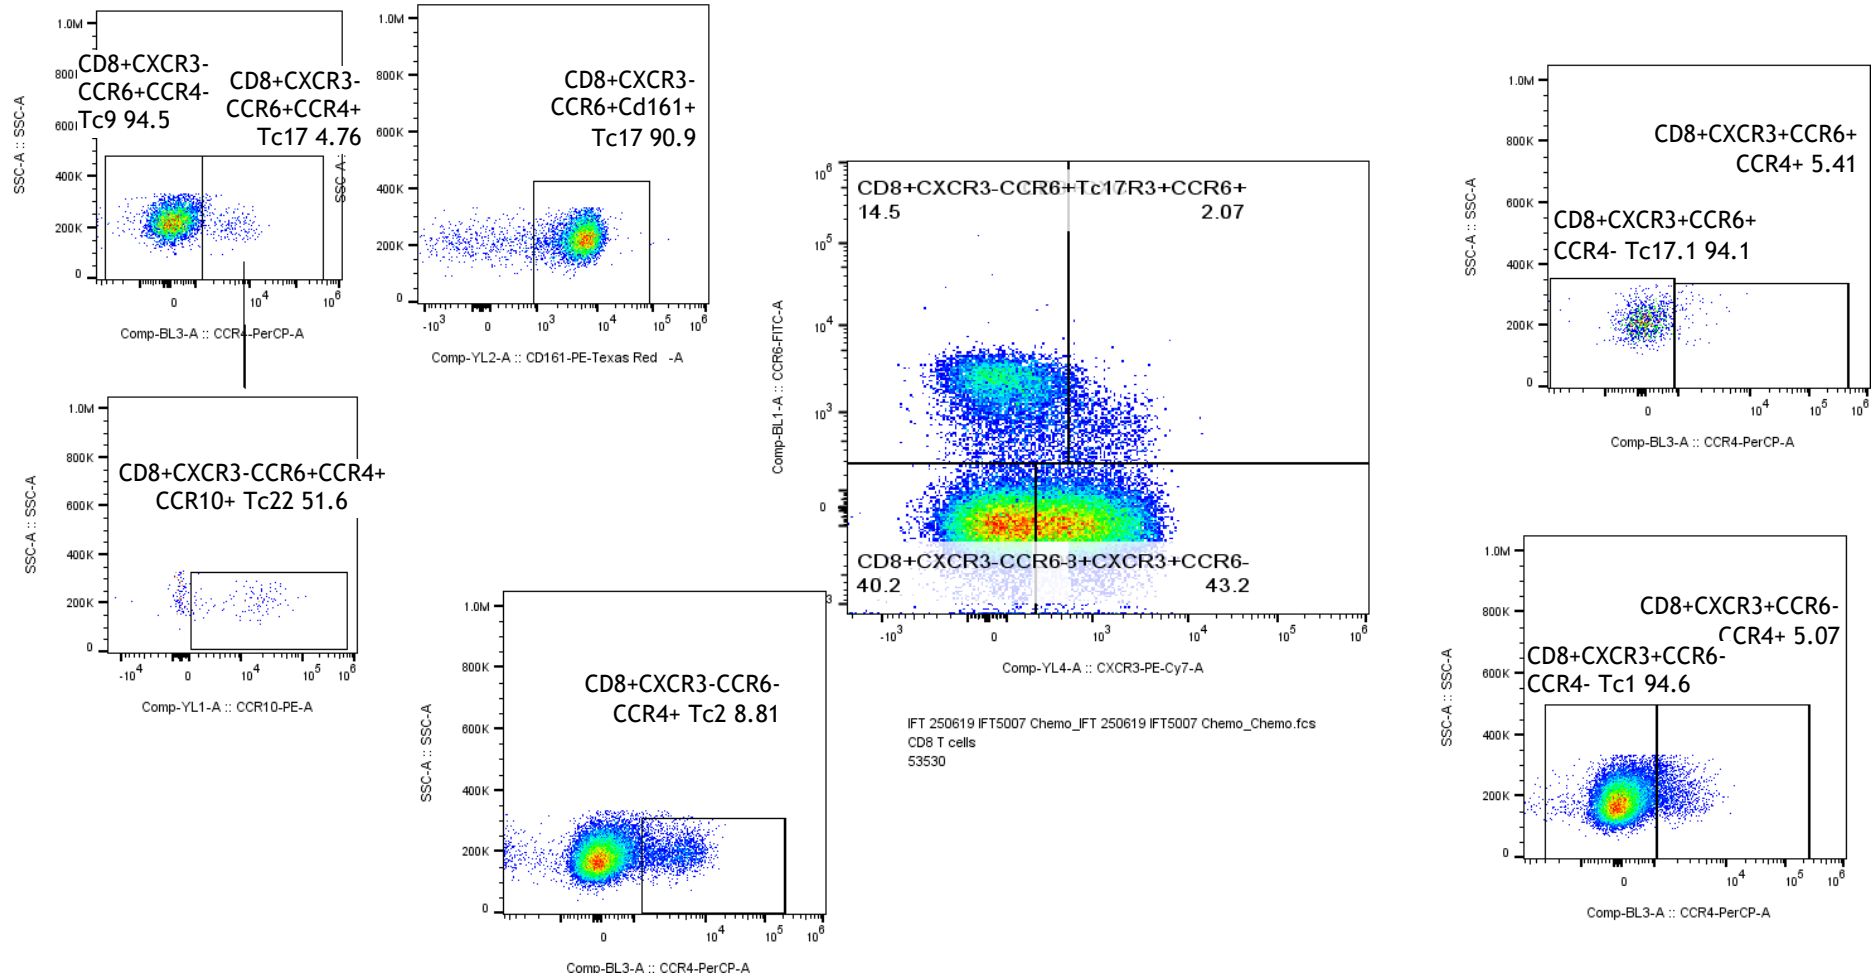 1.0M
800K
600K
400K
200K
0
SSC-A :: SSC-A
CD8+CXCR3-
CCR6+CCR4-
Tc9 94.5
CD8+CXCR3-
CCR6+CCR4+
Tc17 4.76
0 10^4 10^6
Comp-BL3-A :: CCR4-PerCP-A
1.0M
800K
600K
400K
200K
0
SSC-A :
CD8+CXCR3-
CCR6+Cd161+
Tc17 90.9
-10^3 0 10^3 10^4 10^5 10^6
Comp-YL2-A :: CD161-PE-Texas Red -A
1.0M
800K
600K
400K
200K
0
SSC-A :: SSC-A
CD8+CXCR3-CCR6+CCR4+
CCR10+ Tc22 51.6
-10^4 0 10^4 10^5 10^6
Comp-YL1-A :: CCR10-PE-A
1.0M
800K
600K
400K
200K
0
SSC-A :: SSC-A
CD8+CXCR3-CCR6-
CCR4+ Tc2 8.81
0 10^4 10^5 10^6
Comp-BL3-A :: CCR4-PerCP-A
10^6
10^5
10^4
10^3
0
3
Comp-BL1-A :: CCR6-FITC-A
CD8+CXCR3-CCR6+Tc17R3+CCR6+
14.5 2.07
CD8+CXCR3-CCR6-8+CXCR3+CCR6-
40.2 43.2
-10^3 0 10^3 10^4 10^5 10^6
Comp-YL4-A :: CXCR3-PE-Cy7-A
IFT 250619 IFT5007 Chemo_IFT 250619 IFT5007 Chemo_Chemo.fcs
CD8 T cells
53530
1.0M
800K
600K
400K
200K
0
SSC-A :: SSC-A
CD8+CXCR3+CCR6+
CCR4+ 5.41
CD8+CXCR3+CCR6+
CCR4- Tc17.1 94.1
0 10^4 10^5 10^6
Comp-BL3-A :: CCR4-PerCP-A
1.0M
800K
600K
400K
200K
0
SSC-A :: SSC-A
CD8+CXCR3+CCR6-
CCR4+ 5.07
CD8+CXCR3+CCR6-
CCR4- Tc1 94.6
0 10^4 10^5 10^6
Comp-BL3-A :: CCR4-PerCP-A